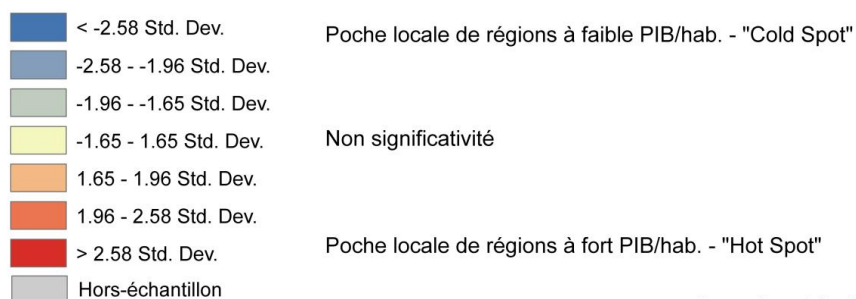 < -2.58 Std. Dev. Poche locale de régions à faible PIB/hab. - "Cold Spot"
-2.58 - -1.96 Std. Dev.
-1.96 - -1.65 Std. Dev.
-1.65 - 1.65 Std. Dev. Non significativité
1.65 - 1.96 Std. Dev.
1.96 - 2.58 Std. Dev.
> 2.58 Std. Dev. Poche locale de régions à fort PIB/hab. - "Hot Spot"
Hors-échantillon